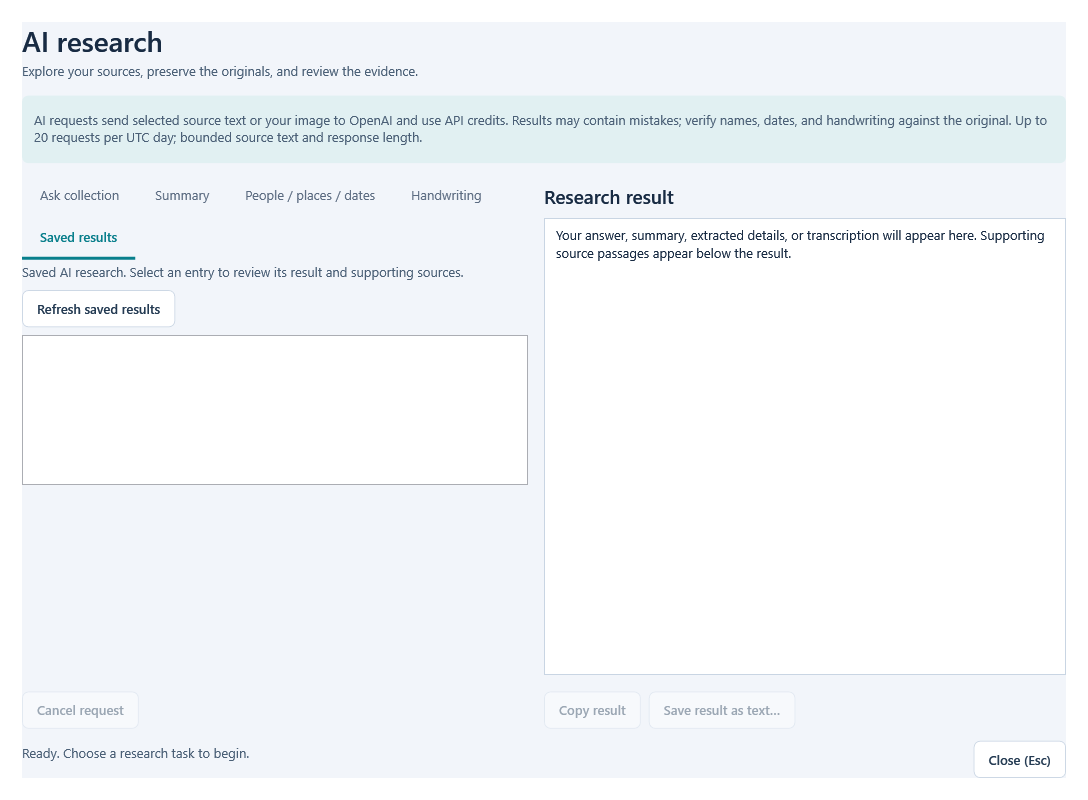 AI research
Explore your sources, preserve the originals, and review the evidence.
AI requests send selected source text or your image to OpenAI and use API credits. Results may contain mistakes; verify names, dates, and handwriting against the original. Up to
20 requests per UTC day; bounded source text and response length.
Ask collection
Summary
People / places / dates
Handwriting
Saved results
Saved AI research. Select an entry to review its result and supporting sources.
Refresh saved results
Cancel request
Ready. Choose a research task to begin.
Research result
Your answer, summary, extracted details, or transcription will appear here. Supporting
source passages appear below the result.
Copy result
Save result as text...
Close (Esc)